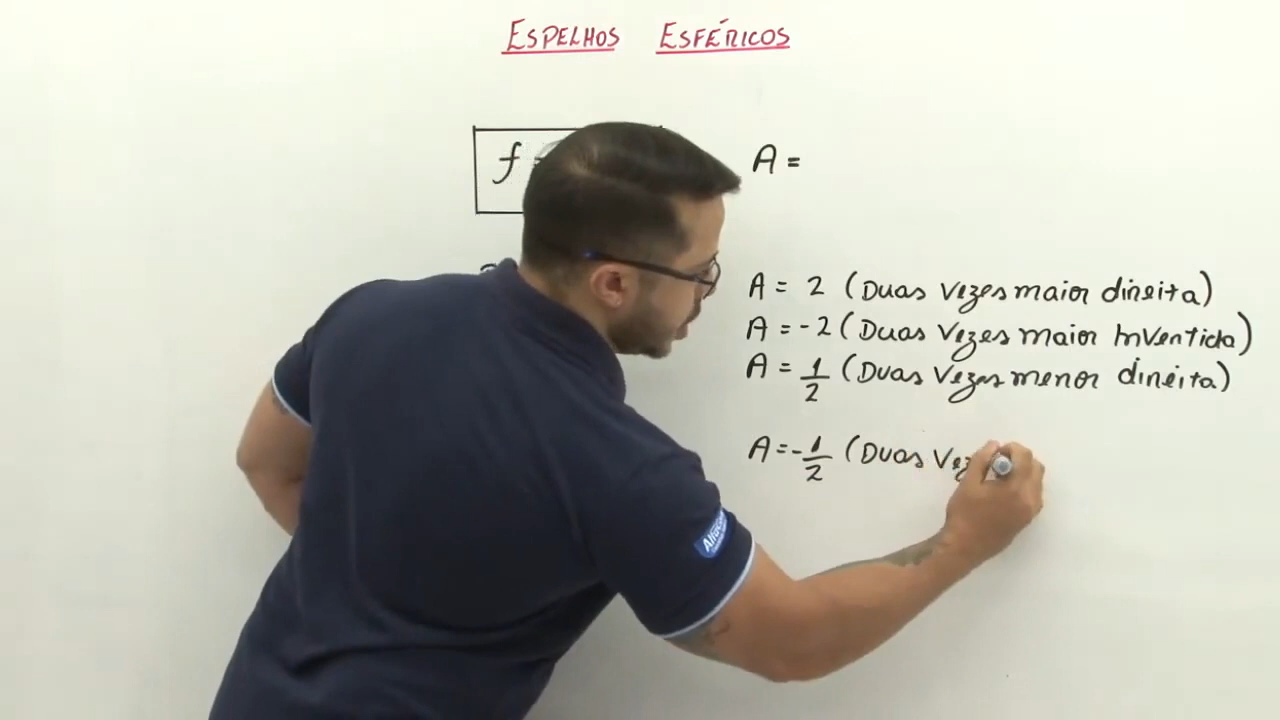 ESPELHOS ESFÉRICOS
f =
A =
A = 2 (Duas vezes maior direita)
A = -2 (Duas vezes maior invertida)
A = 1/2 (Duas vezes menor direita)
A = -1/2 (Duas